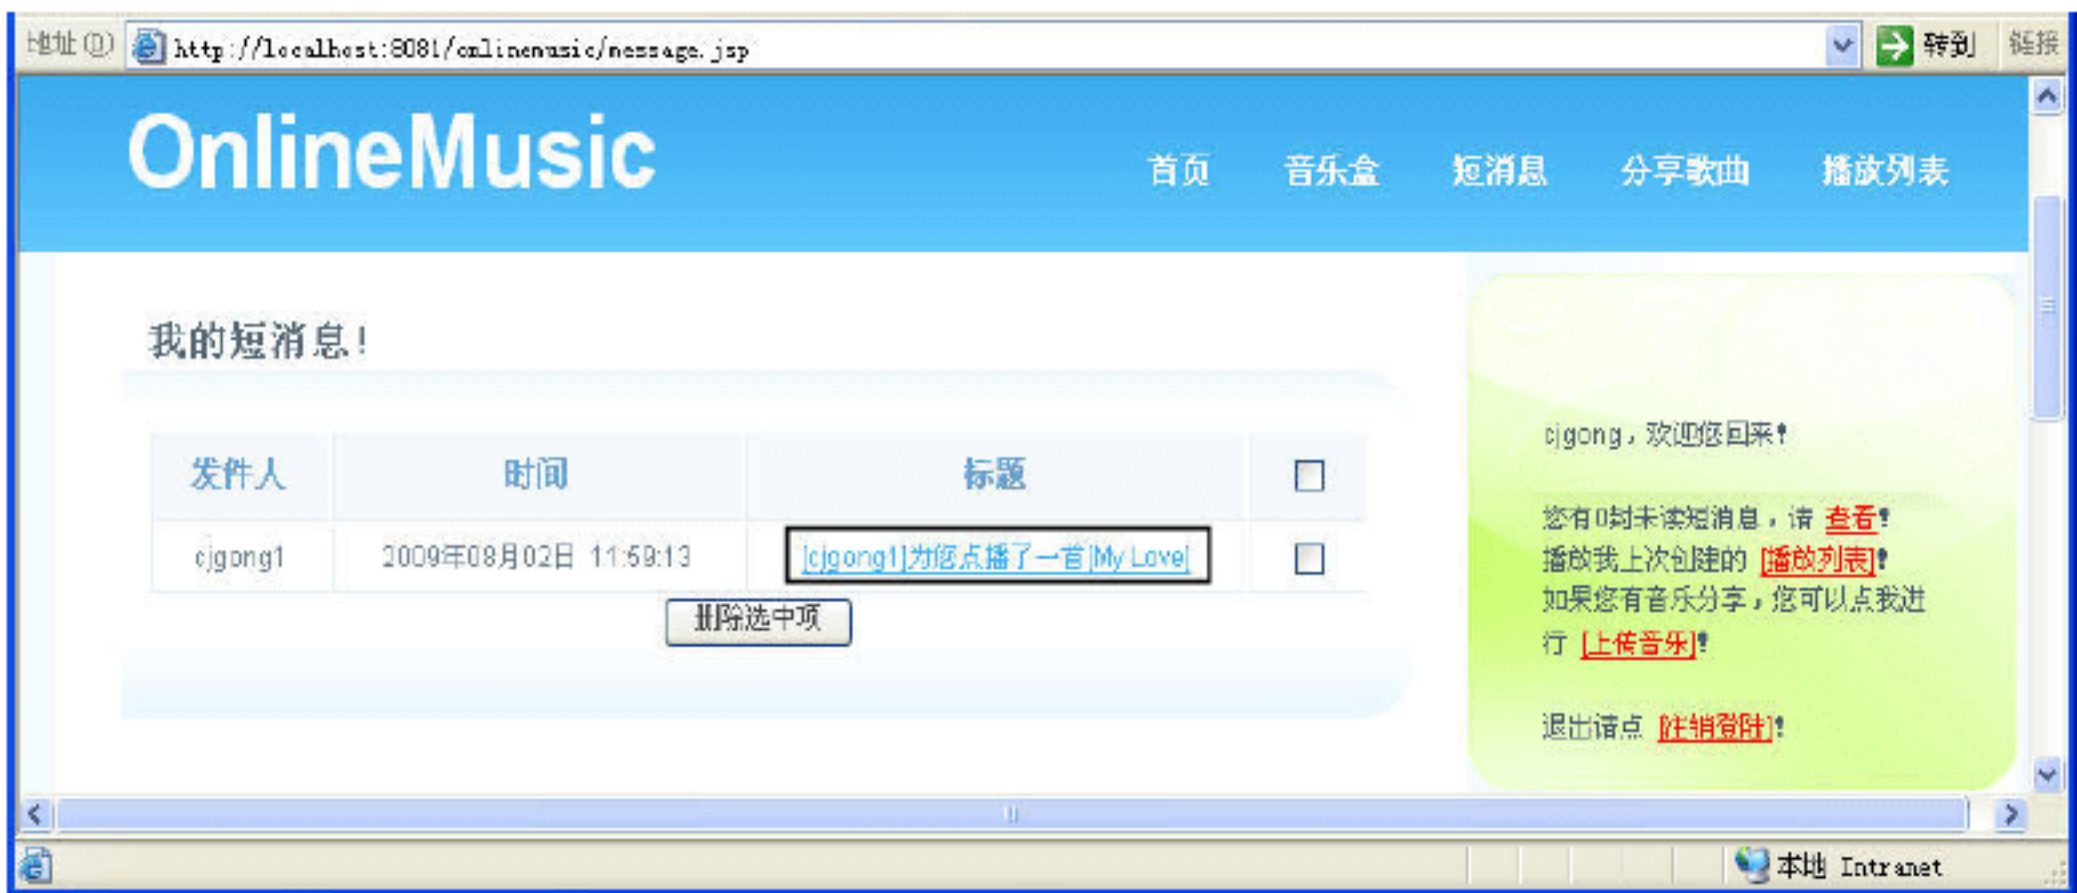 地址(D) http://localhost:8081/onlinemusic/message.jsp 转到 链接
OnlineMusic
首页 音乐盒 短消息 分享歌曲 播放列表
我的短消息!
发件人 时间 标题
cjgong1 2009年08月02日 11:59:13 [cjgong1]为您点播了一首[My Love]
删除选中项
cjgong，欢迎您回来!
您有0封未读短消息，请 查看!
播放我上次创建的 [播放列表]!
如果您有音乐分享，您可以点我进
行 [上传音乐]!
退出请点 [注销登陆]!
本地 Intranet